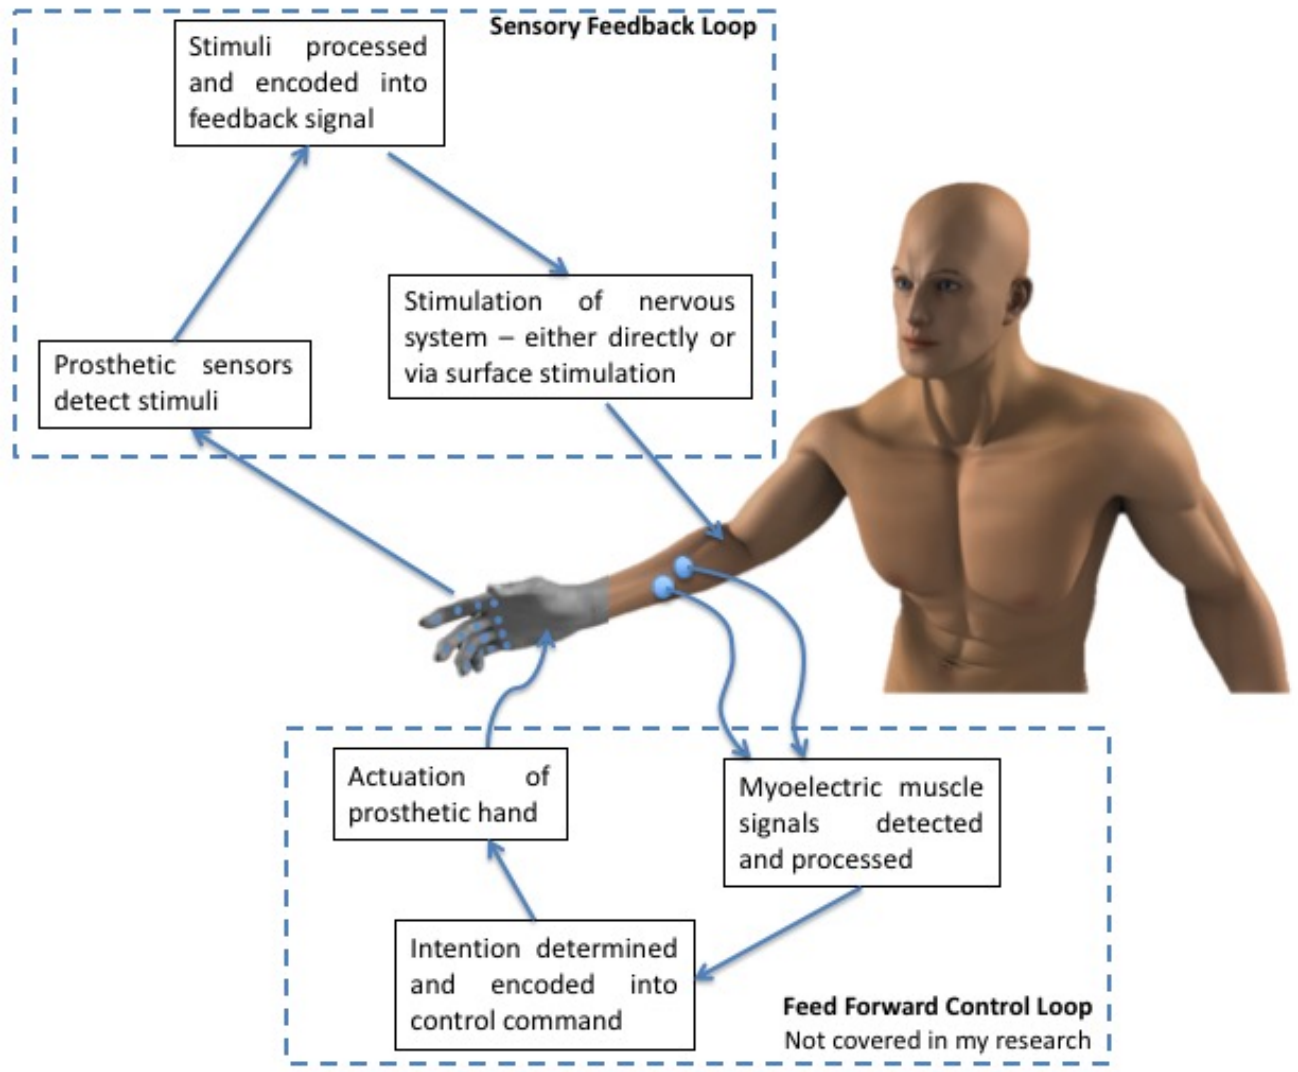 Sensory Feedback Loop
Stimuli processed
and encoded into
feedback signal
Stimulation of nervous
system – either directly or
via surface stimulation
Prosthetic sensors
detect stimuli
Actuation of
prosthetic hand
Myoelectric muscle
signals detected
and processed
Intention determined
and encoded into
control command
Feed Forward Control Loop
Not covered in my research